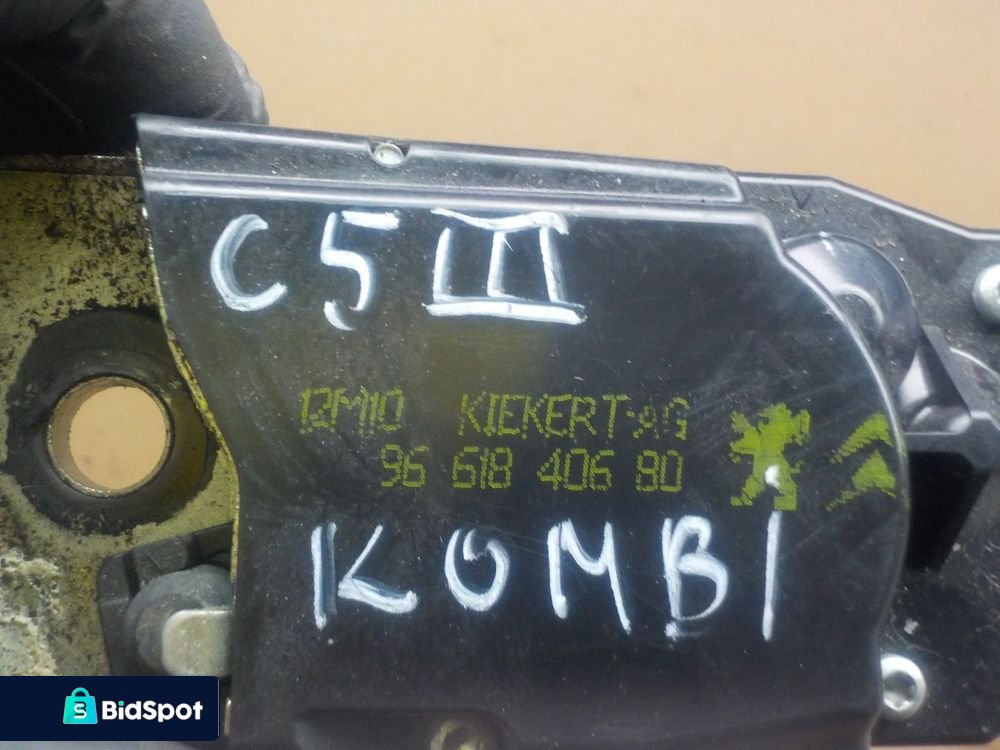 C5 III
12M10 KIEKERT AG
96 618 406 80
KOMBI
BidSpot